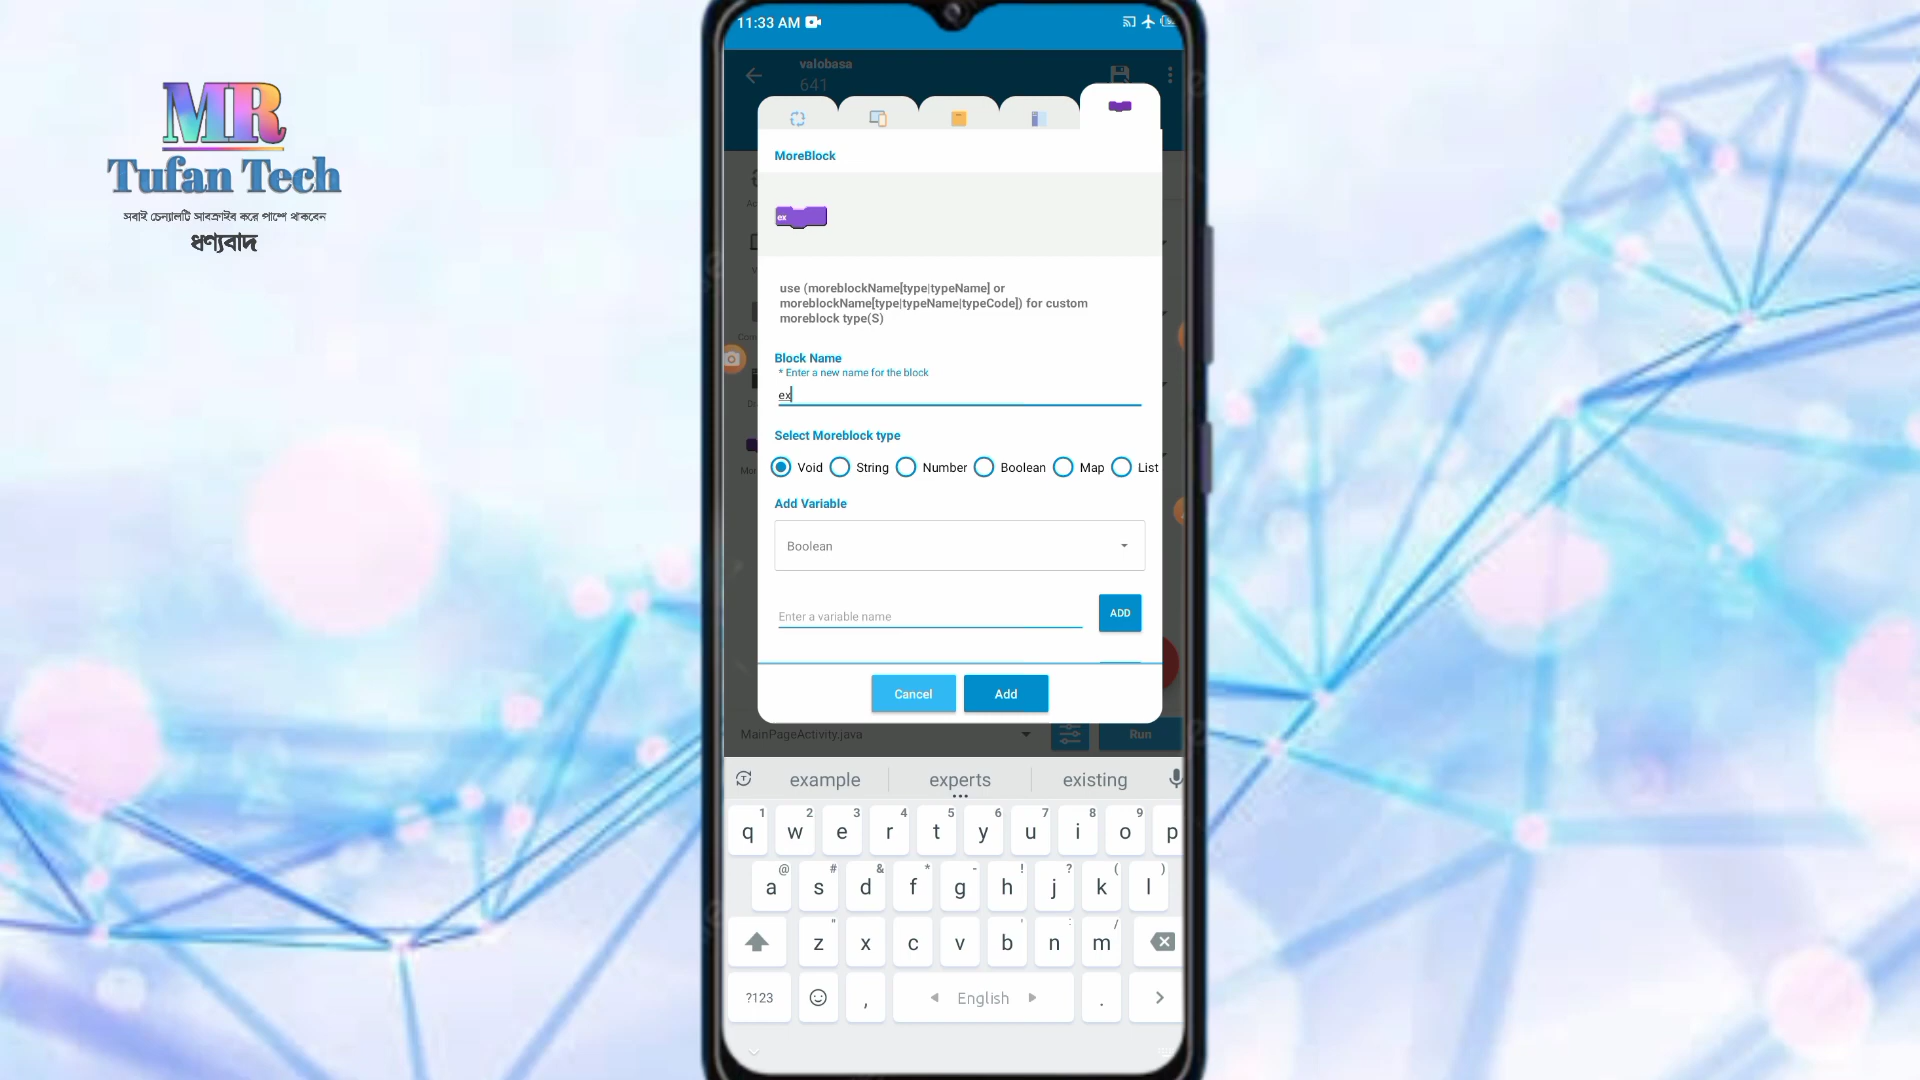 MR
Tufan Tech
সবাই চেন্যালটি সাবস্ক্রাইব করে পাশে থাকবেন
ধণ্যবাদ
11:33 AM
valobasa
641
MoreBlock
ex
use (moreblockName[type|typeName] or
moreblockName[type|typeName|typeCode]) for custom
moreblock type(S)
Block Name
* Enter a new name for the block
ex
Select Moreblock type
Void String Number Boolean Map List
Add Variable
Boolean
Enter a variable name ADD
Cancel Add
MainPageActivity.java Run
example experts existing
1 2 3 4 5 6 7 8 9
q w e r t y u i o p
@ # & * - ! ? ( )
a s d f g h j k l
" ' : /
z x c v b n m
?123 , English .